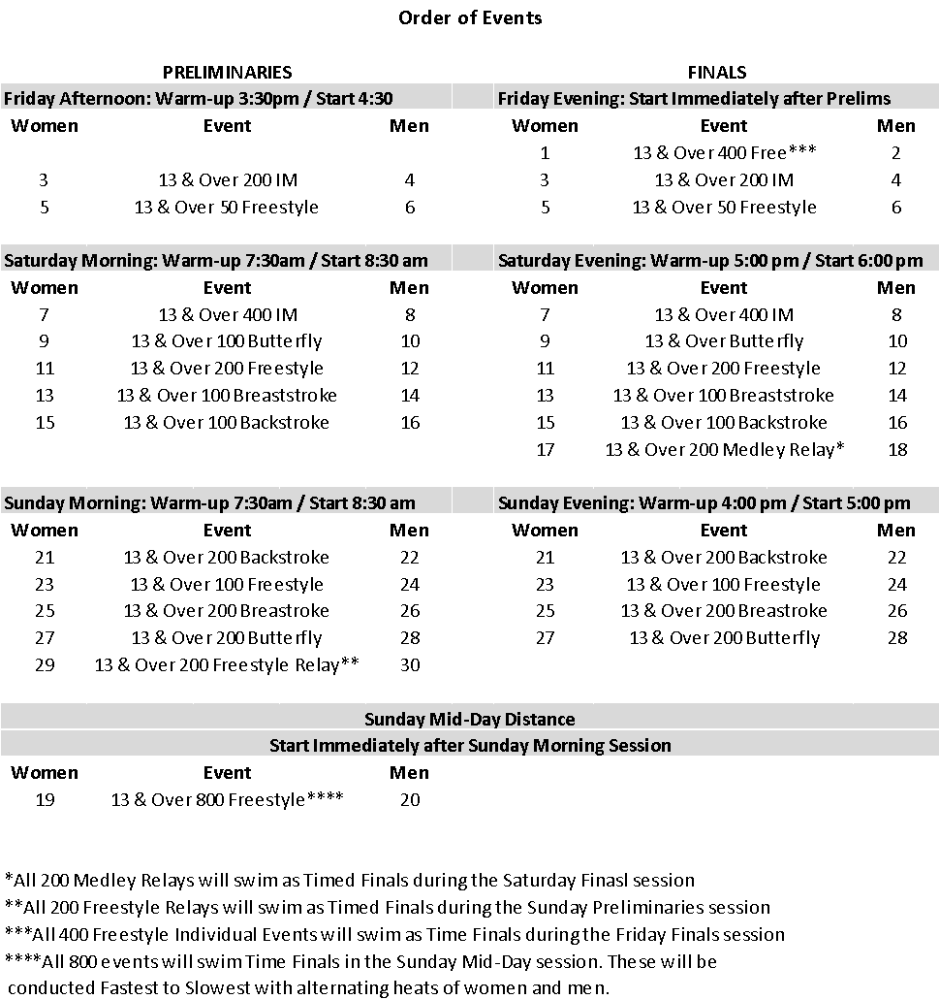 Order of Events
PRELIMINARIES FINALS
Friday Afternoon: Warm-up 3:30pm / Start 4:30 Friday Evening: Start Immediately after Prelims
Women Event Men Women Event Men
1 13 & Over 400 Free*** 2
3 13 & Over 200 IM 4 3 13 & Over 200 IM 4
5 13 & Over 50 Freestyle 6 5 13 & Over 50 Freestyle 6
Saturday Morning: Warm-up 7:30am / Start 8:30 am Saturday Evening: Warm-up 5:00 pm / Start 6:00 pm
Women Event Men Women Event Men
7 13 & Over 400 IM 8 7 13 & Over 400 IM 8
9 13 & Over 100 Butterfly 10 9 13 & Over Butterfly 10
11 13 & Over 200 Freestyle 12 11 13 & Over 200 Freestyle 12
13 13 & Over 100 Breaststroke 14 13 13 & Over 100 Breaststroke 14
15 13 & Over 100 Backstroke 16 15 13 & Over 100 Backstroke 16
17 13 & Over 200 Medley Relay* 18
Sunday Morning: Warm-up 7:30am / Start 8:30 am Sunday Evening: Warm-up 4:00 pm / Start 5:00 pm
Women Event Men Women Event Men
21 13 & Over 200 Backstroke 22 21 13 & Over 200 Backstroke 22
23 13 & Over 100 Freestyle 24 23 13 & Over 100 Freestyle 24
25 13 & Over 200 Breastroke 26 25 13 & Over 200 Breastroke 26
27 13 & Over 200 Butterfly 28 27 13 & Over 200 Butterfly 28
29 13 & Over 200 Freestyle Relay** 30
Sunday Mid-Day Distance
Start Immediately after Sunday Morning Session
Women Event Men
19 13 & Over 800 Freestyle**** 20
*All 200 Medley Relays will swim as Timed Finals during the Saturday Finasl session
**All 200 Freestyle Relays will swim as Timed Finals during the Sunday Preliminaries session
***All 400 Freestyle Individual Events will swim as Time Finals during the Friday Finals session
****All 800 events will swim Time Finals in the Sunday Mid-Day session. These will be
conducted Fastest to Slowest with alternating heats of women and men.